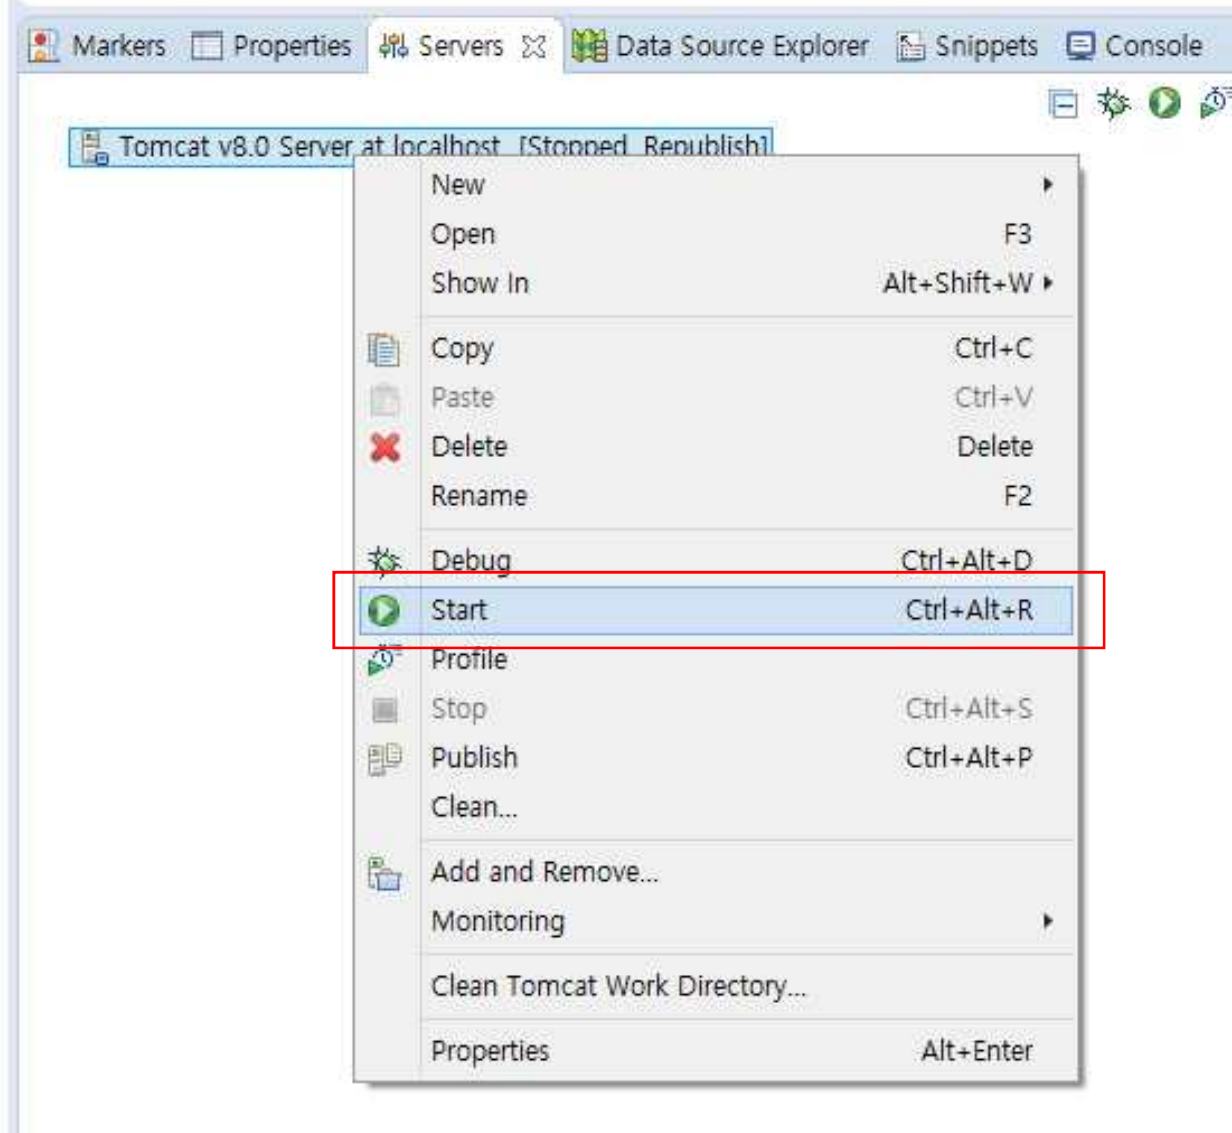 Markers Properties Servers Data Source Explorer Snippets Console
Tomcat v8.0 Server at localhost [Stopped, Republish]
New
Open F3
Show In Alt+Shift+W
Copy Ctrl+C
Paste Ctrl+V
Delete Delete
Rename F2
Debug Ctrl+Alt+D
Start Ctrl+Alt+R
Profile
Stop Ctrl+Alt+S
Publish Ctrl+Alt+P
Clean...
Add and Remove...
Monitoring
Clean Tomcat Work Directory...
Properties Alt+Enter